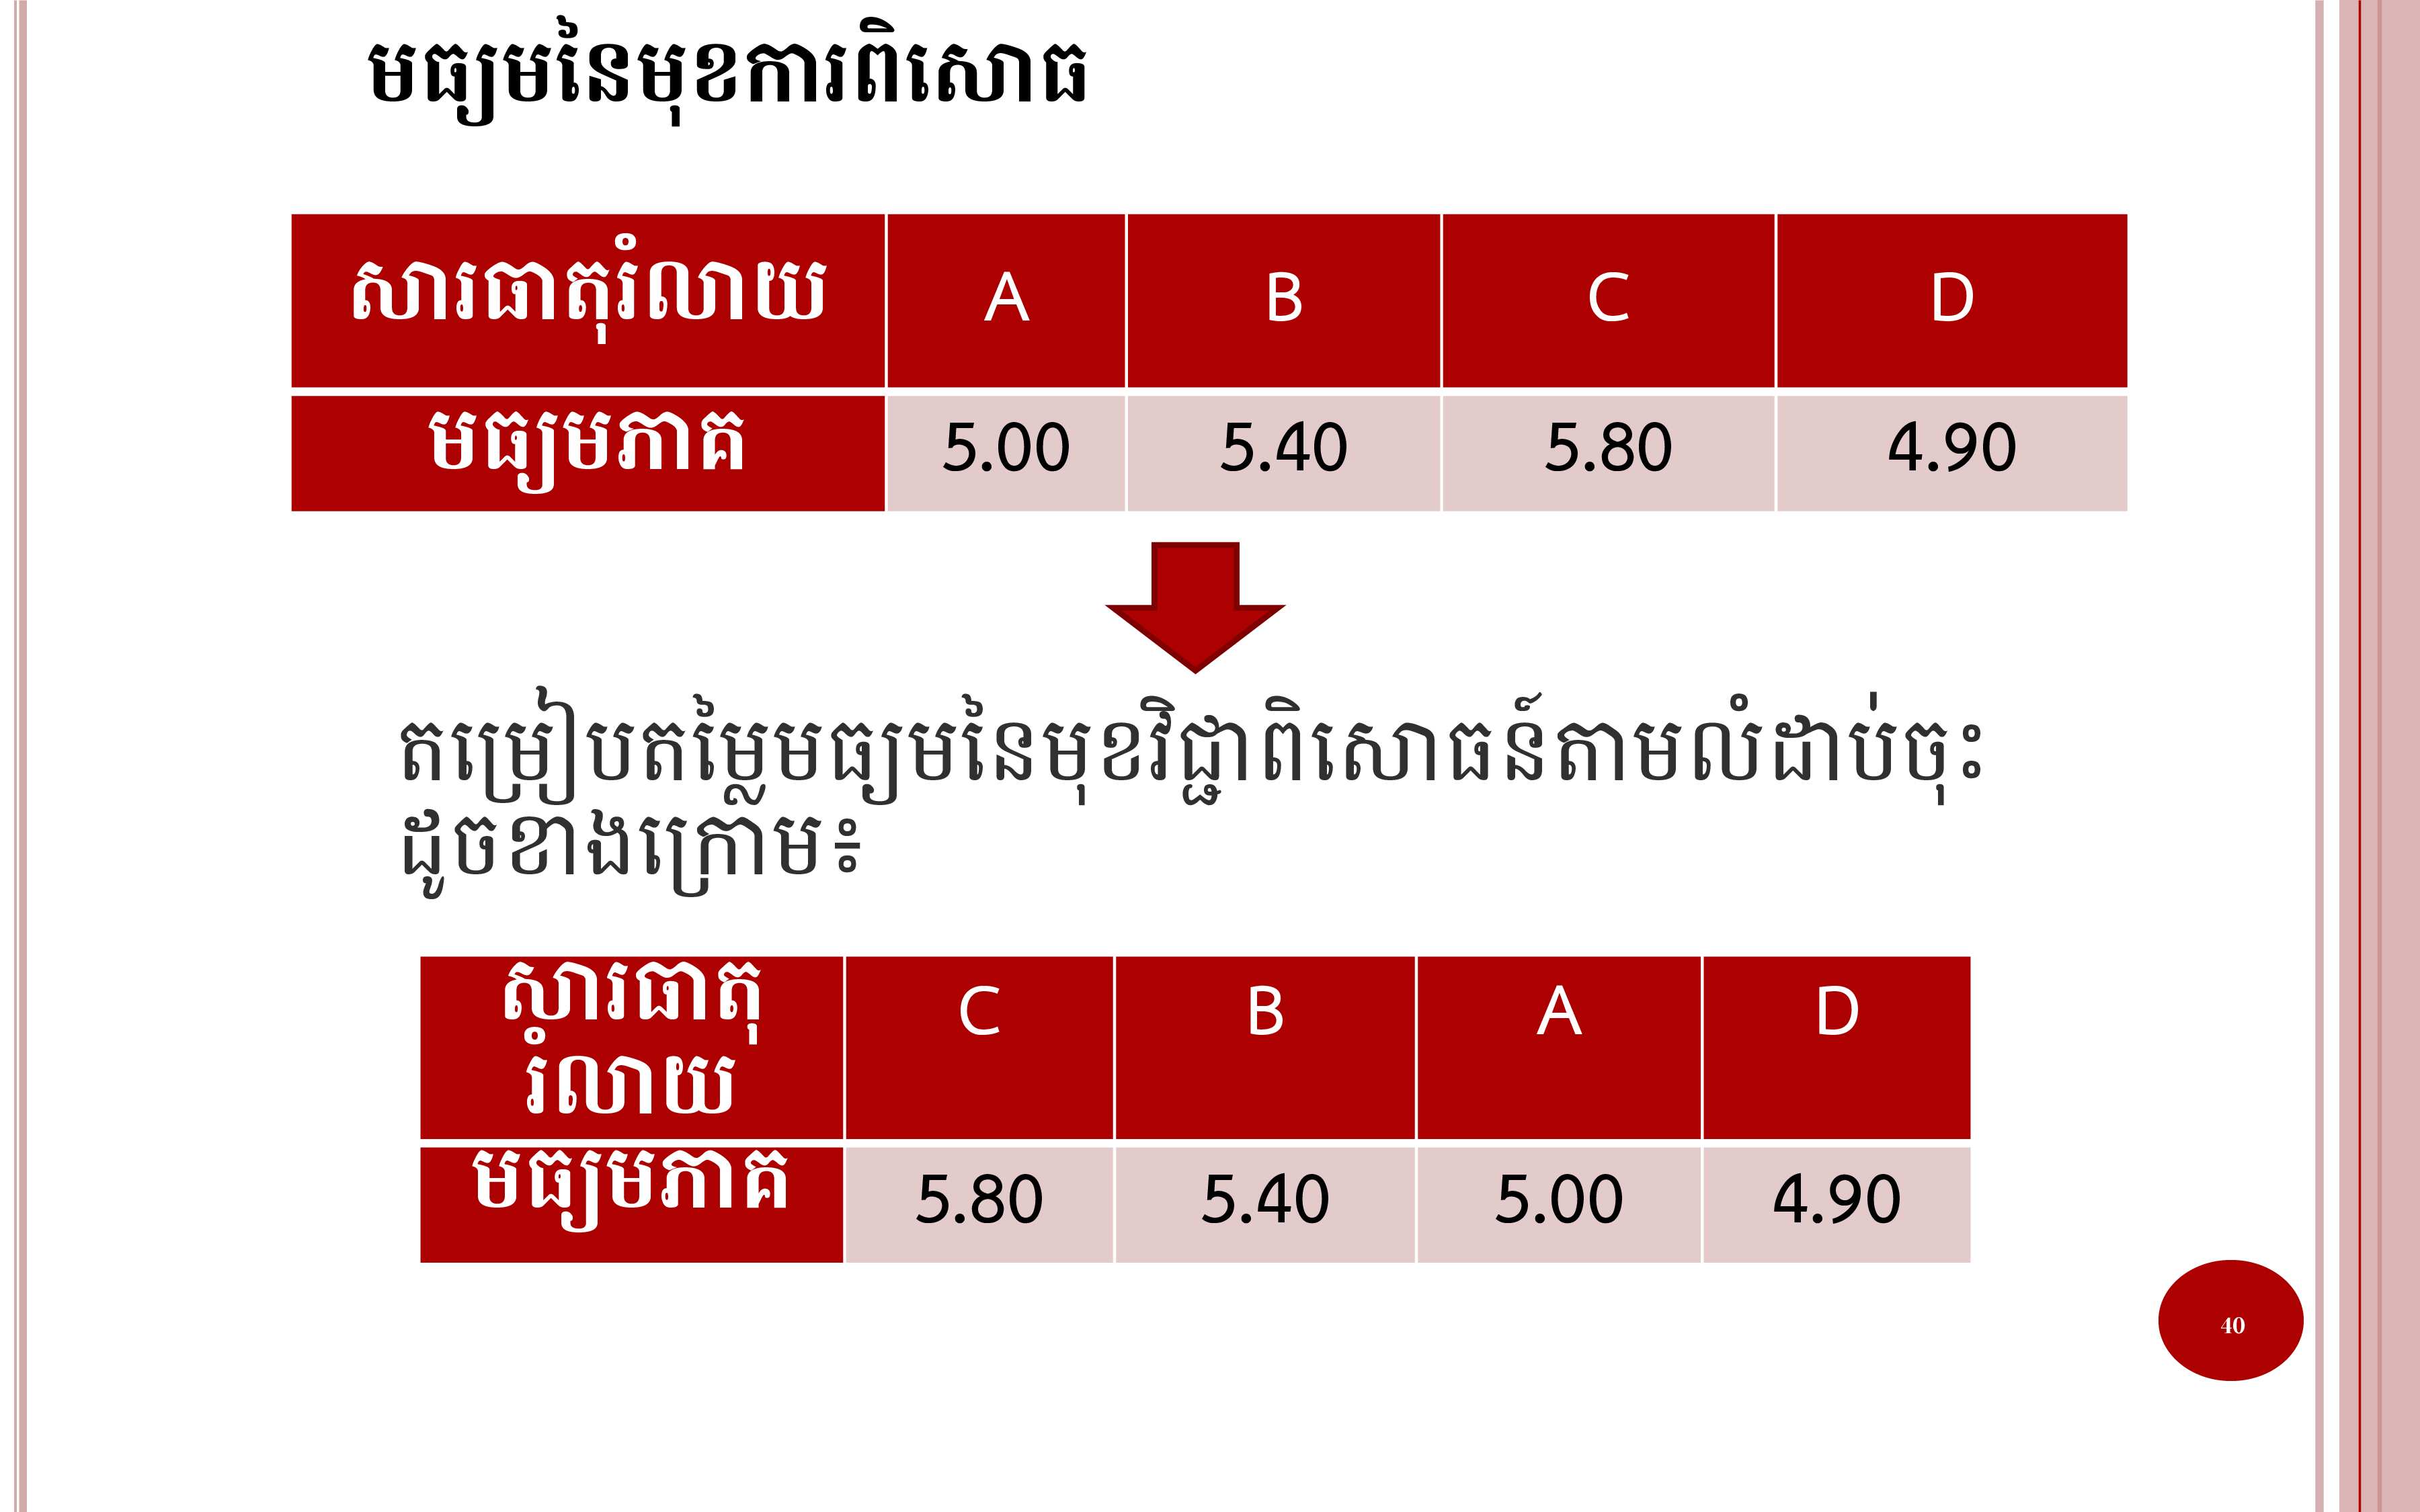 មធ្យមនៃមុខការពិសោធ
សារធាតុរំលាយ A B C D
មធ្យមភាគ 5.00 5.40 5.80 4.90
តម្រៀបតម្លៃមធ្យមនៃមុខវិជ្ជាពិសោធន៍តាមលំដាប់ចុះ
ដូចខាងក្រោម៖
សារធាតុ
រំលាយ C B A D
មធ្យមភាគ 5.80 5.40 5.00 4.90
40